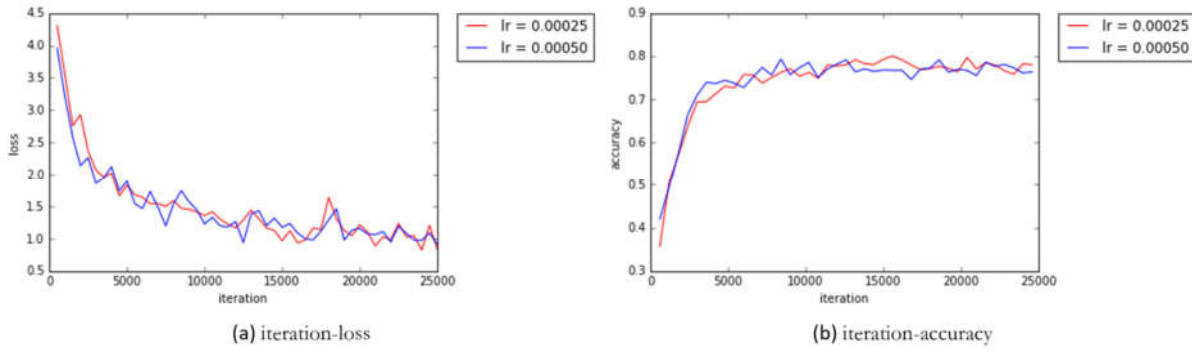 4.5
4.0
3.5
3.0
2.5
2.0
1.5
1.0
0.5
loss
0 5000 10000 15000 20000 25000
iteration
lr = 0.00025
lr = 0.00050
(a) iteration-loss
0.9
0.8
0.7
0.6
0.5
0.4
0.3
accuracy
0 5000 10000 15000 20000 25000
iteration
lr = 0.00025
lr = 0.00050
(b) iteration-accuracy